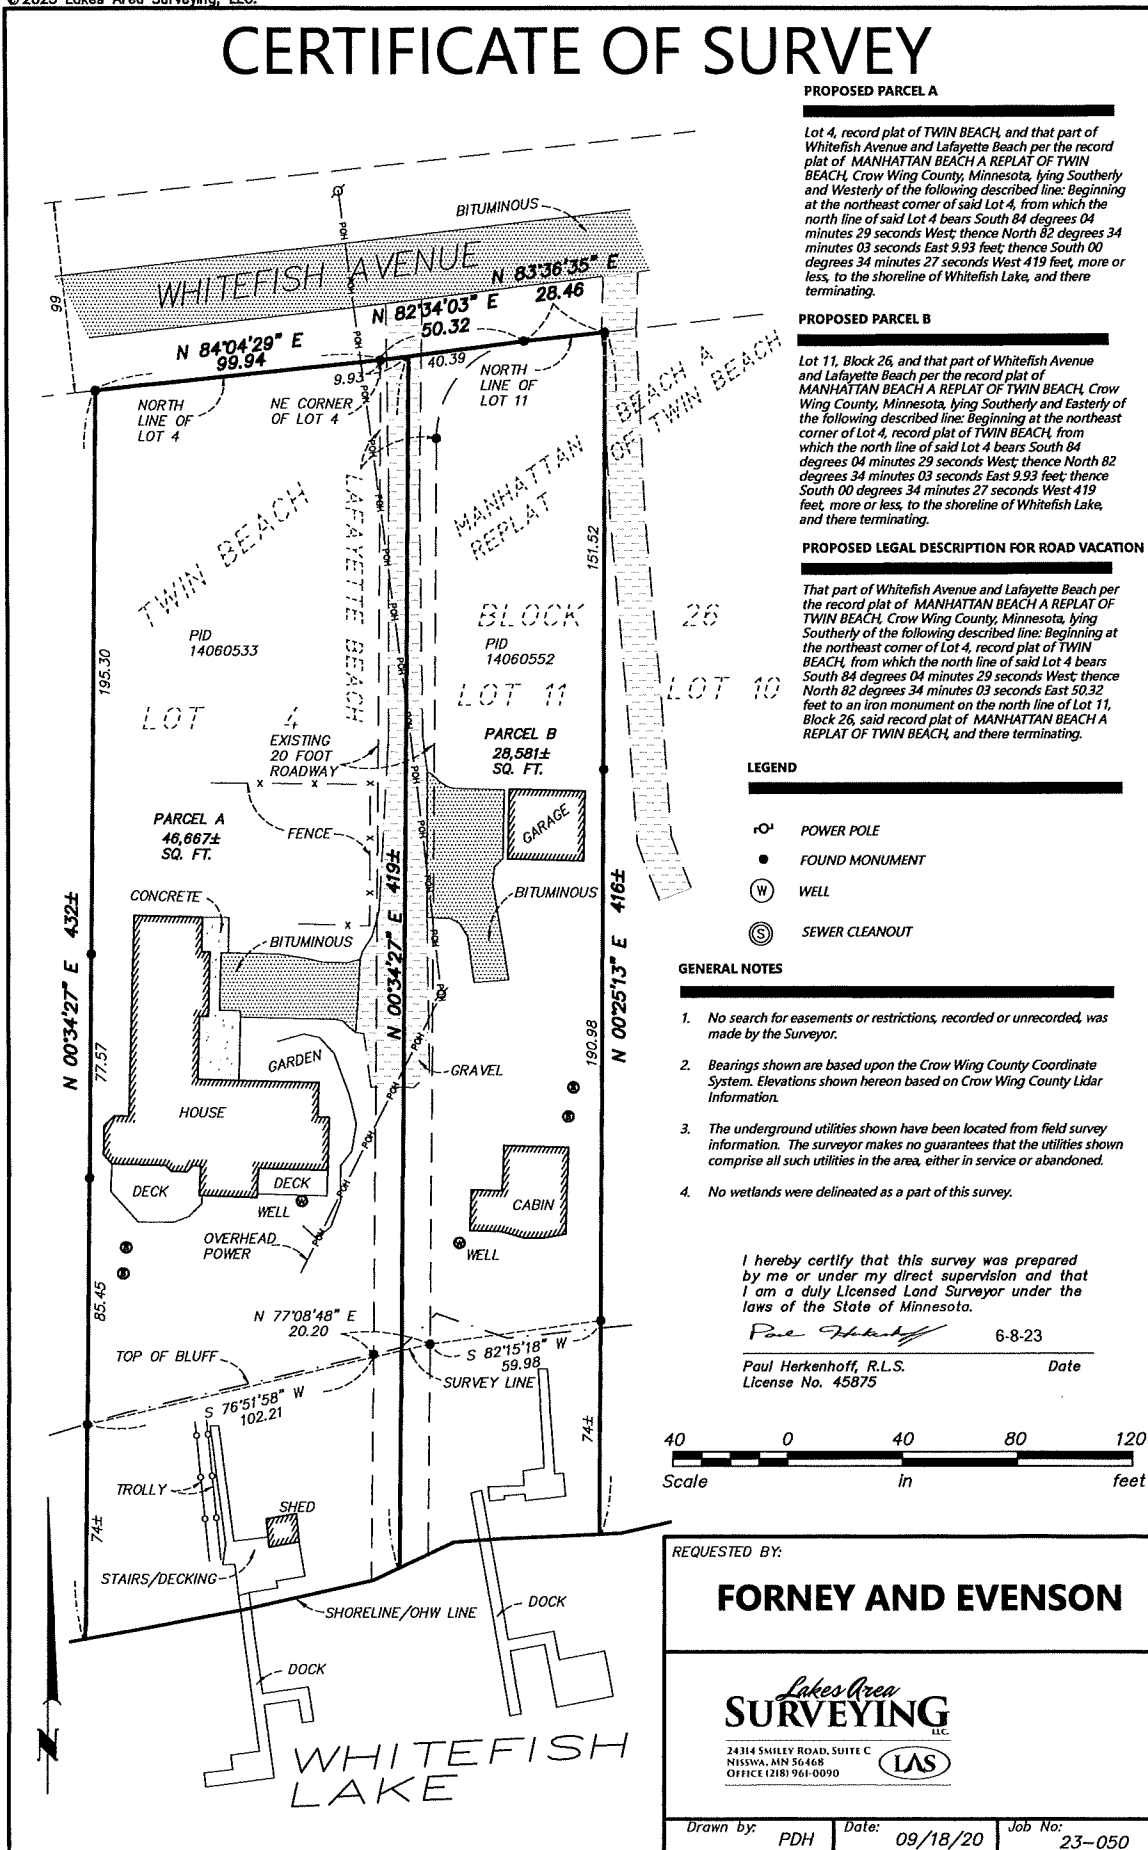 © 2023 Lakes Area Surveying, LLC.
CERTIFICATE OF SURVEY
PROPOSED PARCEL A
Lot 4, record plat of TWIN BEACH, and that part of
Whitefish Avenue and Lafayette Beach per the record
plat of MANHATTAN BEACH A REPLAT OF TWIN
BEACH, Crow Wing County, Minnesota, lying Southerly
and Westerly of the following described line: Beginning
at the northeast corner of said Lot 4, from which the
north line of said Lot 4 bears South 84 degrees 04
minutes 29 seconds West; thence North 82 degrees 34
minutes 03 seconds East 9.93 feet; thence South 00
degrees 34 minutes 27 seconds West 419 feet, more or
less, to the shoreline of Whitefish Lake, and there
terminating.
PROPOSED PARCEL B
Lot 11, Block 26, and that part of Whitefish Avenue
and Lafayette Beach per the record plat of
MANHATTAN BEACH A REPLAT OF TWIN BEACH, Crow
Wing County, Minnesota, lying Southerly and Easterly of
the following described line: Beginning at the northeast
corner of Lot 4, record plat of TWIN BEACH, from
which the north line of said Lot 4 bears South 84
degrees 04 minutes 29 seconds West; thence North 82
degrees 34 minutes 03 seconds East 9.93 feet; thence
South 00 degrees 34 minutes 27 seconds West 419
feet, more or less, to the shoreline of Whitefish Lake,
and there terminating.
PROPOSED LEGAL DESCRIPTION FOR ROAD VACATION
That part of Whitefish Avenue and Lafayette Beach per
the record plat of MANHATTAN BEACH A REPLAT OF
TWIN BEACH, Crow Wing County, Minnesota, lying
Southerly of the following described line: Beginning at
the northeast corner of Lot 4, record plat of TWIN
BEACH, from which the north line of said Lot 4 bears
South 84 degrees 04 minutes 29 seconds West; thence
North 82 degrees 34 minutes 03 seconds East 50.32
feet to an iron monument on the north line of Lot 11,
Block 26, said record plat of MANHATTAN BEACH A
REPLAT OF TWIN BEACH, and there terminating.
LEGEND
POWER POLE
FOUND MONUMENT
W WELL
S SEWER CLEANOUT
GENERAL NOTES
1. No search for easements or restrictions, recorded or unrecorded, was
made by the Surveyor.
2. Bearings shown are based upon the Crow Wing County Coordinate
System. Elevations shown hereon based on Crow Wing County Lidar
Information.
3. The underground utilities shown have been located from field survey
information. The surveyor makes no guarantees that the utilities shown
comprise all such utilities in the area, either in service or abandoned.
4. No wetlands were delineated as a part of this survey.
I hereby certify that this survey was prepared
by me or under my direct supervision and that
I am a duly Licensed Land Surveyor under the
laws of the State of Minnesota.
Paul Herkenhoff 6-8-23
Paul Herkenhoff, R.L.S. Date
License No. 45875
40 0 40 80 120
Scale in feet
REQUESTED BY:
FORNEY AND EVENSON
Lakes Area
SURVEYING
LLC.
24314 SMILEY ROAD, SUITE C
NISSWA, MN 56468
OFFICE (218) 961-0090
LAS
Drawn by: PDH
Date: 09/18/20
Job No: 23-050
BITUMINOUS
WHITEFISH AVENUE
66
N 83°36'35" E
28.46
N 82°34'03" E
50.32
N 84°04'29" E
99.94
9.93
40.39
NORTH
LINE OF
LOT 4
NE CORNER
OF LOT 4
NORTH
LINE OF
LOT 11
TWIN BEACH
LAFAYETTE BEACH
MANHATTAN BEACH A
REPLAT OF TWIN BEACH
151.52
195.30
PID
14060533
BLOCK 26
PID
14060552
LOT 4
LOT 11
LOT 10
EXISTING
20 FOOT
ROADWAY
PARCEL B
28,581±
SQ. FT.
PARCEL A
46,667±
SQ. FT.
FENCE
GARAGE
CONCRETE
BITUMINOUS
BITUMINOUS
N 00°34'27" E 432±
N 00°34'27" E 419±
N 00°25'13" E 416±
77.57
190.98
GARDEN
GRAVEL
HOUSE
DECK
DECK
WELL
CABIN
WELL
OVERHEAD
POWER
85.45
N 77°08'48" E
20.20
TOP OF BLUFF
S 82°15'18" W
59.98
SURVEY LINE
S 76°51'58" W
102.21
74±
74±
TROLLY
SHED
STAIRS/DECKING
SHORELINE/OHW LINE
DOCK
DOCK
WHITEFISH
LAKE
N
POH
POH
POH
POH
POH
POH
POH
POH
POH
POH
POH
POH
POH
POH